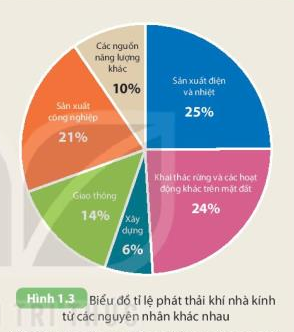 Các nguồn
năng lượng
khác
10%
Sản xuất điện
và nhiệt
25%
Sản xuất
công nghiệp
21%
Khai thác rừng và các hoạt
động khác trên mặt đất
24%
Giao thông
14%
Xây
dựng
6%
Hình 1.3 Biểu đồ tỉ lệ phát thải khí nhà kính
từ các nguyên nhân khác nhau
TRI THỨC